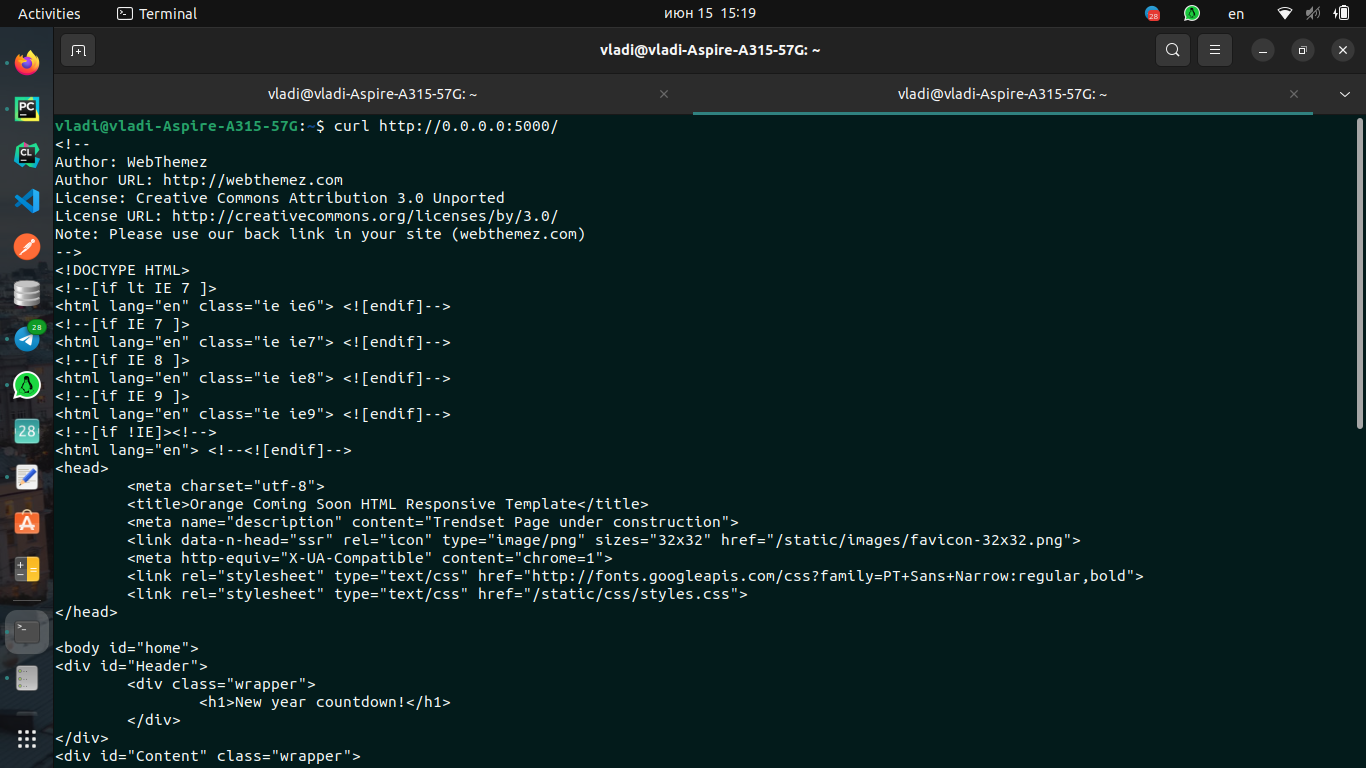 Activities
Terminal
июн 15 15:19
28
en
vladi@vladi-Aspire-A315-57G: ~
vladi@vladi-Aspire-A315-57G: ~
vladi@vladi-Aspire-A315-57G: ~
PC
CL
28
28
vladi@vladi-Aspire-A315-57G:~$ curl http://0.0.0.0:5000/
<!--
Author: WebThemez
Author URL: http://webthemez.com
License: Creative Commons Attribution 3.0 Unported
License URL: http://creativecommons.org/licenses/by/3.0/
Note: Please use our back link in your site (webthemez.com)
-->
<!DOCTYPE HTML>
<!--[if lt IE 7 ]>
<html lang="en" class="ie ie6"> <![endif]-->
<!--[if IE 7 ]>
<html lang="en" class="ie ie7"> <![endif]-->
<!--[if IE 8 ]>
<html lang="en" class="ie ie8"> <![endif]-->
<!--[if IE 9 ]>
<html lang="en" class="ie ie9"> <![endif]-->
<!--[if !IE]><!-->
<html lang="en"> <!--<![endif]-->
<head>
<meta charset="utf-8">
<title>Orange Coming Soon HTML Responsive Template</title>
<meta name="description" content="Trendset Page under construction">
<link data-n-head="ssr" rel="icon" type="image/png" sizes="32x32" href="/static/images/favicon-32x32.png">
<meta http-equiv="X-UA-Compatible" content="chrome=1">
<link rel="stylesheet" type="text/css" href="http://fonts.googleapis.com/css?family=PT+Sans+Narrow:regular,bold">
<link rel="stylesheet" type="text/css" href="/static/css/styles.css">
</head>
<body id="home">
<div id="Header">
<div class="wrapper">
<h1>New year countdown!</h1>
</div>
</div>
<div id="Content" class="wrapper">